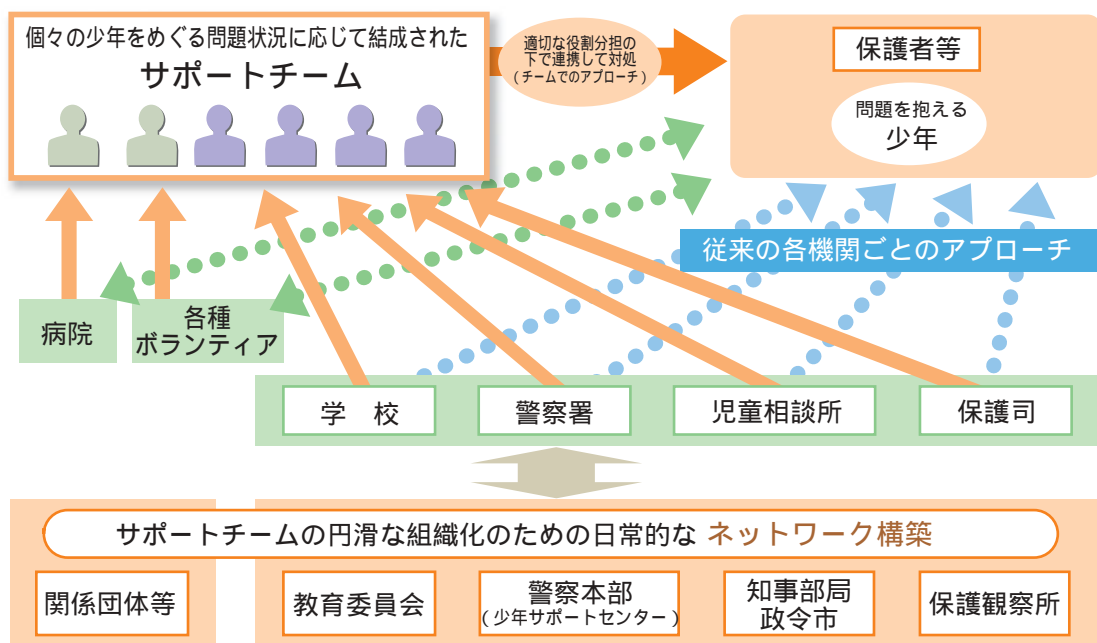 個々の少年をめぐる問題状況に応じて結成された
サポートチーム
適切な役割分担の
下で連携して対処
(チームでのアプローチ)
保護者等
問題を抱える
少年
従来の各機関ごとのアプローチ
病院
各種
ボランティア
学 校
警察署
児童相談所
保護司
サポートチームの円滑な組織化のための日常的な ネットワーク構築
関係団体等
教育委員会
警察本部
(少年サポートセンター)
知事部局
政令市
保護観察所